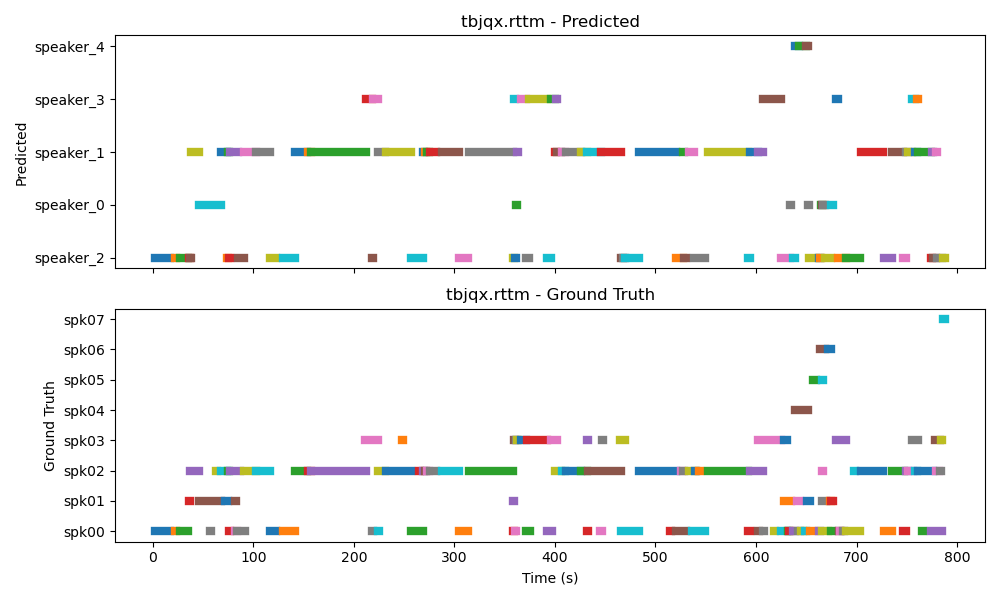 tbjqx.rttm - Predicted
speaker_4
speaker_3
speaker_1
speaker_0
speaker_2
Predicted
tbjqx.rttm - Ground Truth
spk07
spk06
spk05
spk04
spk03
spk02
spk01
spk00
Ground Truth
0 100 200 300 400 500 600 700 800
Time (s)